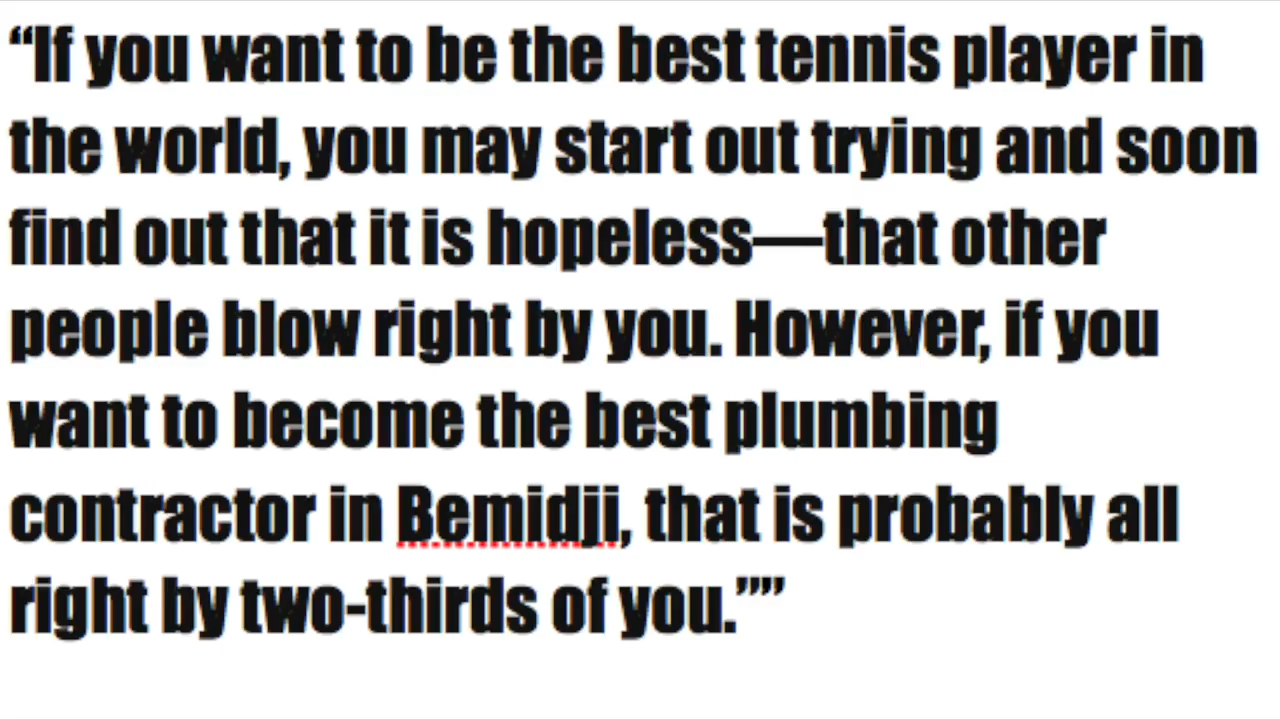 “If you want to be the best tennis player in
the world, you may start out trying and soon
find out that it is hopeless—that other
people blow right by you. However, if you
want to become the best plumbing
contractor in Bemidji, that is probably all
right by two-thirds of you.””